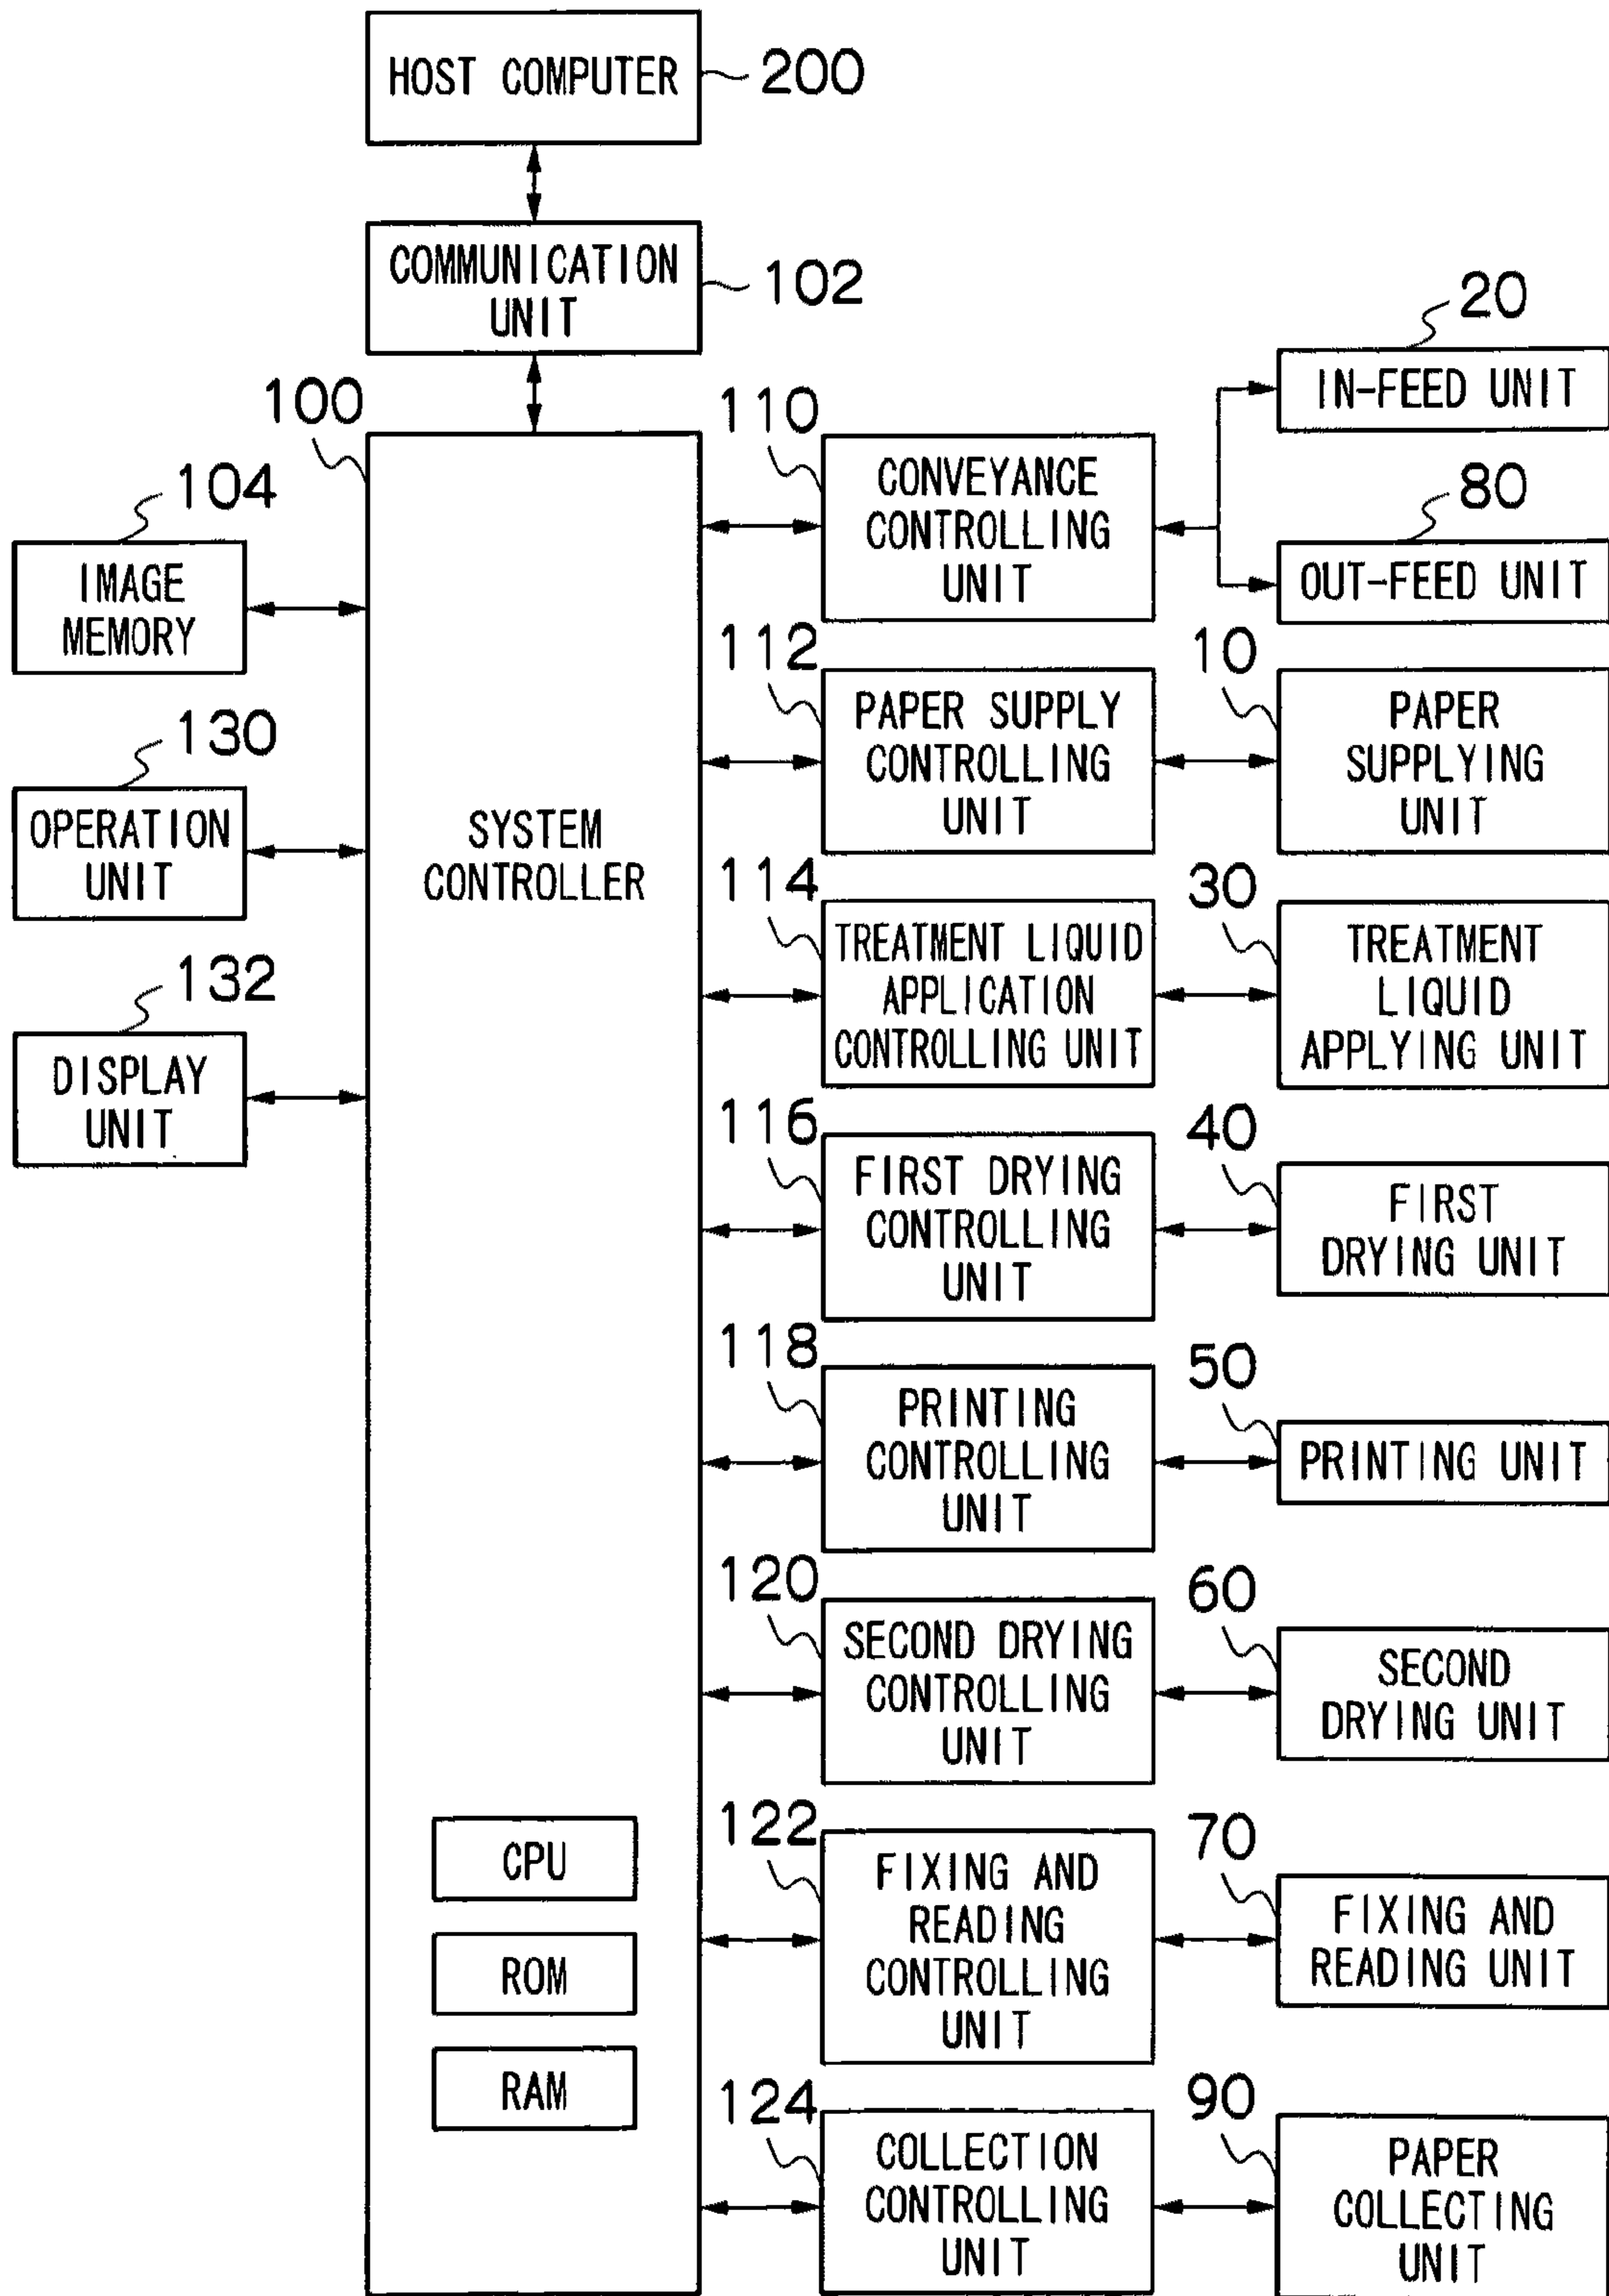 HOST COMPUTER
200
COMMUNICATION
UNIT
102
100
SYSTEM
CONTROLLER
CPU
ROM
RAM
104
IMAGE
MEMORY
130
OPERATION
UNIT
132
DISPLAY
UNIT
110
CONVEYANCE
CONTROLLING
UNIT
20
IN-FEED UNIT
80
OUT-FEED UNIT
112
PAPER SUPPLY
CONTROLLING
UNIT
10
PAPER
SUPPLYING
UNIT
114
TREATMENT LIQUID
APPLICATION
CONTROLLING UNIT
30
TREATMENT
LIQUID
APPLYING UNIT
116
FIRST DRYING
CONTROLLING
UNIT
40
FIRST
DRYING UNIT
118
PRINTING
CONTROLLING
UNIT
50
PRINTING UNIT
120
SECOND DRYING
CONTROLLING
UNIT
60
SECOND
DRYING UNIT
122
FIXING AND
READING
CONTROLLING
UNIT
70
FIXING AND
READING UNIT
124
COLLECTION
CONTROLLING
UNIT
90
PAPER
COLLECTING
UNIT